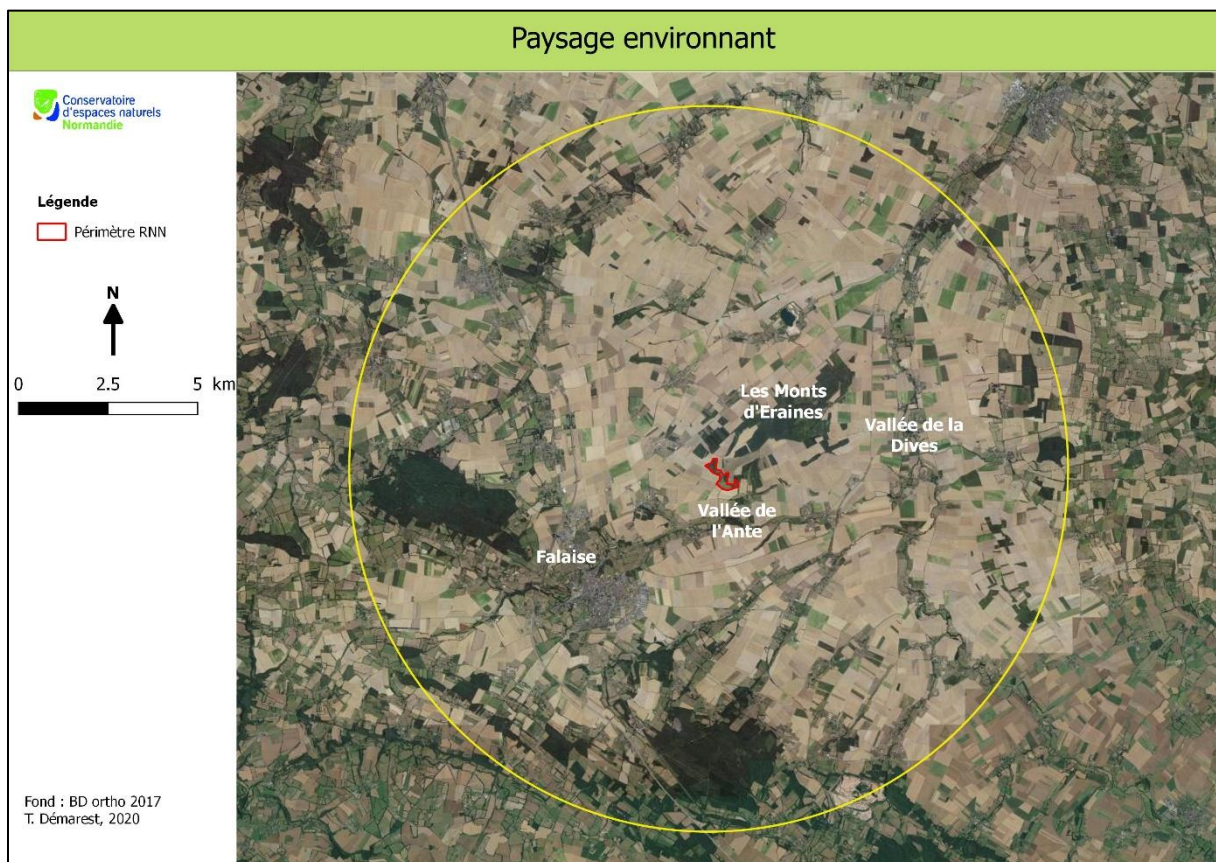 Paysage environnant
Conservatoire
d'espaces naturels
Normandie
Légende
Périmètre RNN
N
0 2.5 5 km
Les Monts
d'Eraines
Vallée de la
Dives
Vallée de
l'Ante
Falaise
Fond : BD ortho 2017
T. Démarest, 2020